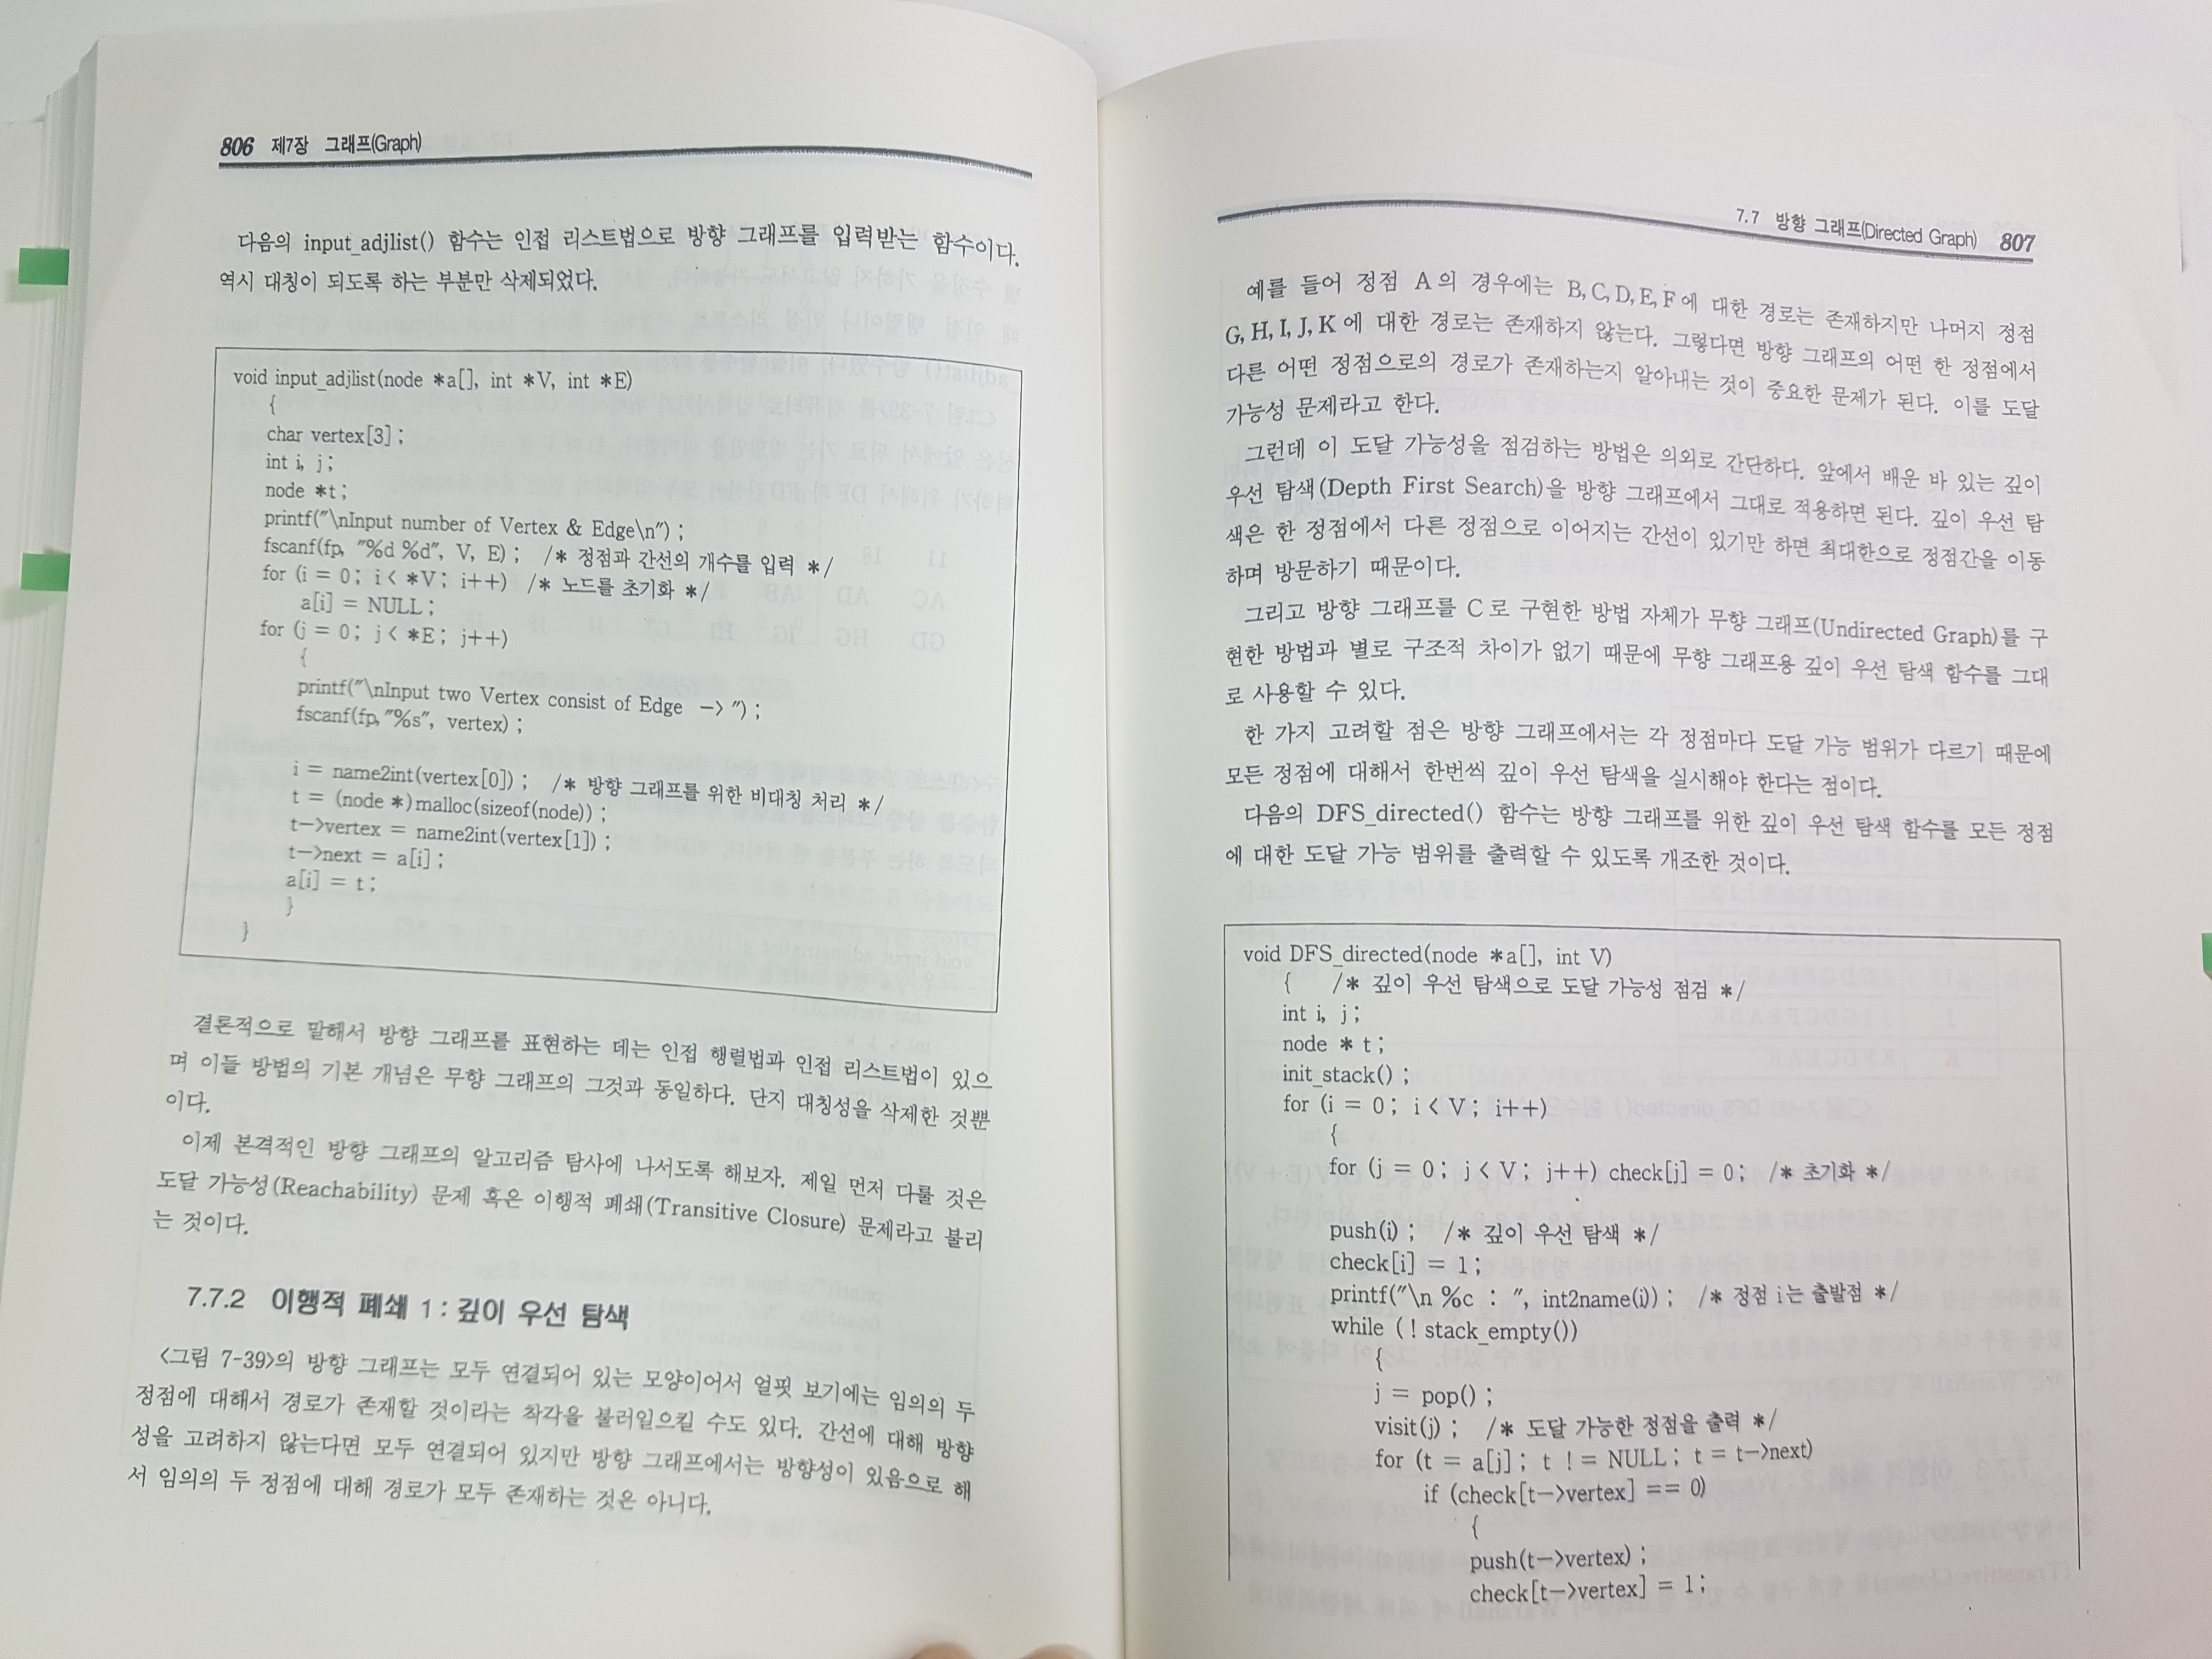 806 제7장 그래프(Graph)
다음의 input_adjlist() 함수는 인접 리스트법으로 방향 그래프를 입력받는 함수이다.
역시 대칭이 되도록 하는 부분만 삭제되었다.
void input_adjlist(node *a[], int *V, int *E)
{
char vertex[3];
int i, j;
node *t;
printf("\nInput number of Vertex & Edge\n");
fscanf(fp, "%d %d", V, E); /* 정점과 간선의 개수를 입력 */
for (i = 0; i < *V; i++) /* 노드를 초기화 */
a[i] = NULL;
for (j = 0; j < *E; j++)
{
printf("\nInput two Vertex consist of Edge -> ");
fscanf(fp,"%s", vertex);
i = name2int(vertex[0]); /* 방향 그래프를 위한 비대칭 처리 */
t = (node *)malloc(sizeof(node));
t->vertex = name2int(vertex[1]);
t->next = a[i];
a[i] = t;
}
}
결론적으로 말해서 방향 그래프를 표현하는 데는 인접 행렬법과 인접 리스트법이 있으
며 이들 방법의 기본 개념은 무향 그래프의 그것과 동일하다. 단지 대칭성을 삭제한 것뿐
이다.
이제 본격적인 방향 그래프의 알고리즘 탐사에 나서도록 해보자. 제일 먼저 다룰 것은
도달 가능성(Reachability) 문제 혹은 이행적 폐쇄(Transitive Closure) 문제라고 불리
는 것이다.
7.7.2 이행적 폐쇄 1 : 깊이 우선 탐색
<그림 7-39>의 방향 그래프는 모두 연결되어 있는 모양이어서 얼핏 보기에는 임의의 두
정점에 대해서 경로가 존재할 것이라는 착각을 불러일으킬 수도 있다. 간선에 대해 방향
성을 고려하지 않는다면 모두 연결되어 있지만 방향 그래프에서는 방향성이 있음으로 해
서 임의의 두 정점에 대해 경로가 모두 존재하는 것은 아니다.
7.7 방향 그래프(Directed Graph) 807
예를 들어 정점 A의 경우에는 B, C, D, E, F에 대한 경로는 존재하지만 나머지 정점
G, H, I, J, K에 대한 경로는 존재하지 않는다. 그렇다면 방향 그래프의 어떤 한 정점에서
다른 어떤 정점으로의 경로가 존재하는지 알아내는 것이 중요한 문제가 된다. 이를 도달
가능성 문제라고 한다.
그런데 이 도달 가능성을 점검하는 방법은 의외로 간단하다. 앞에서 배운 바 있는 깊이
우선 탐색(Depth First Search)을 방향 그래프에서 그대로 적용하면 된다. 깊이 우선 탐
색은 한 정점에서 다른 정점으로 이어지는 간선이 있기만 하면 최대한으로 정점간을 이동
하며 방문하기 때문이다.
그리고 방향 그래프를 C로 구현한 방법 자체가 무향 그래프(Undirected Graph)를 구
현한 방법과 별로 구조적 차이가 없기 때문에 무향 그래프용 깊이 우선 탐색 함수를 그대
로 사용할 수 있다.
한 가지 고려할 점은 방향 그래프에서는 각 정점마다 도달 가능 범위가 다르기 때문에
모든 정점에 대해서 한번씩 깊이 우선 탐색을 실시해야 한다는 점이다.
다음의 DFS_directed() 함수는 방향 그래프를 위한 깊이 우선 탐색 함수를 모든 정점
에 대한 도달 가능 범위를 출력할 수 있도록 개조한 것이다.
void DFS_directed(node *a[], int V)
{ /* 깊이 우선 탐색으로 도달 가능성 점검 */
int i, j;
node * t;
init_stack();
for (i = 0; i < V; i++)
{
for (j = 0; j < V; j++) check[j] = 0; /* 초기화 */
push(i); /* 깊이 우선 탐색 */
check[i] = 1;
printf("\n %c : ", int2name(i)); /* 정점 i는 출발점 */
while (! stack_empty())
{
j = pop();
visit(j); /* 도달 가능한 정점을 출력 */
for (t = a[j]; t != NULL; t = t->next)
if (check[t->vertex] == 0)
{
push(t->vertex);
check[t->vertex] = 1;